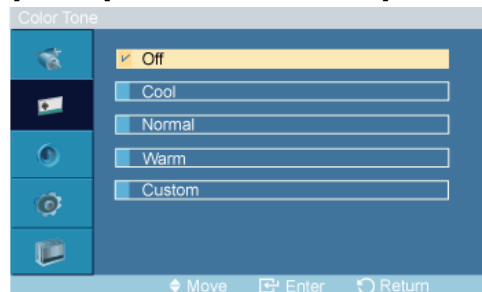 Color Tone
Off
Cool
Normal
Warm
Custom
Move Enter Return